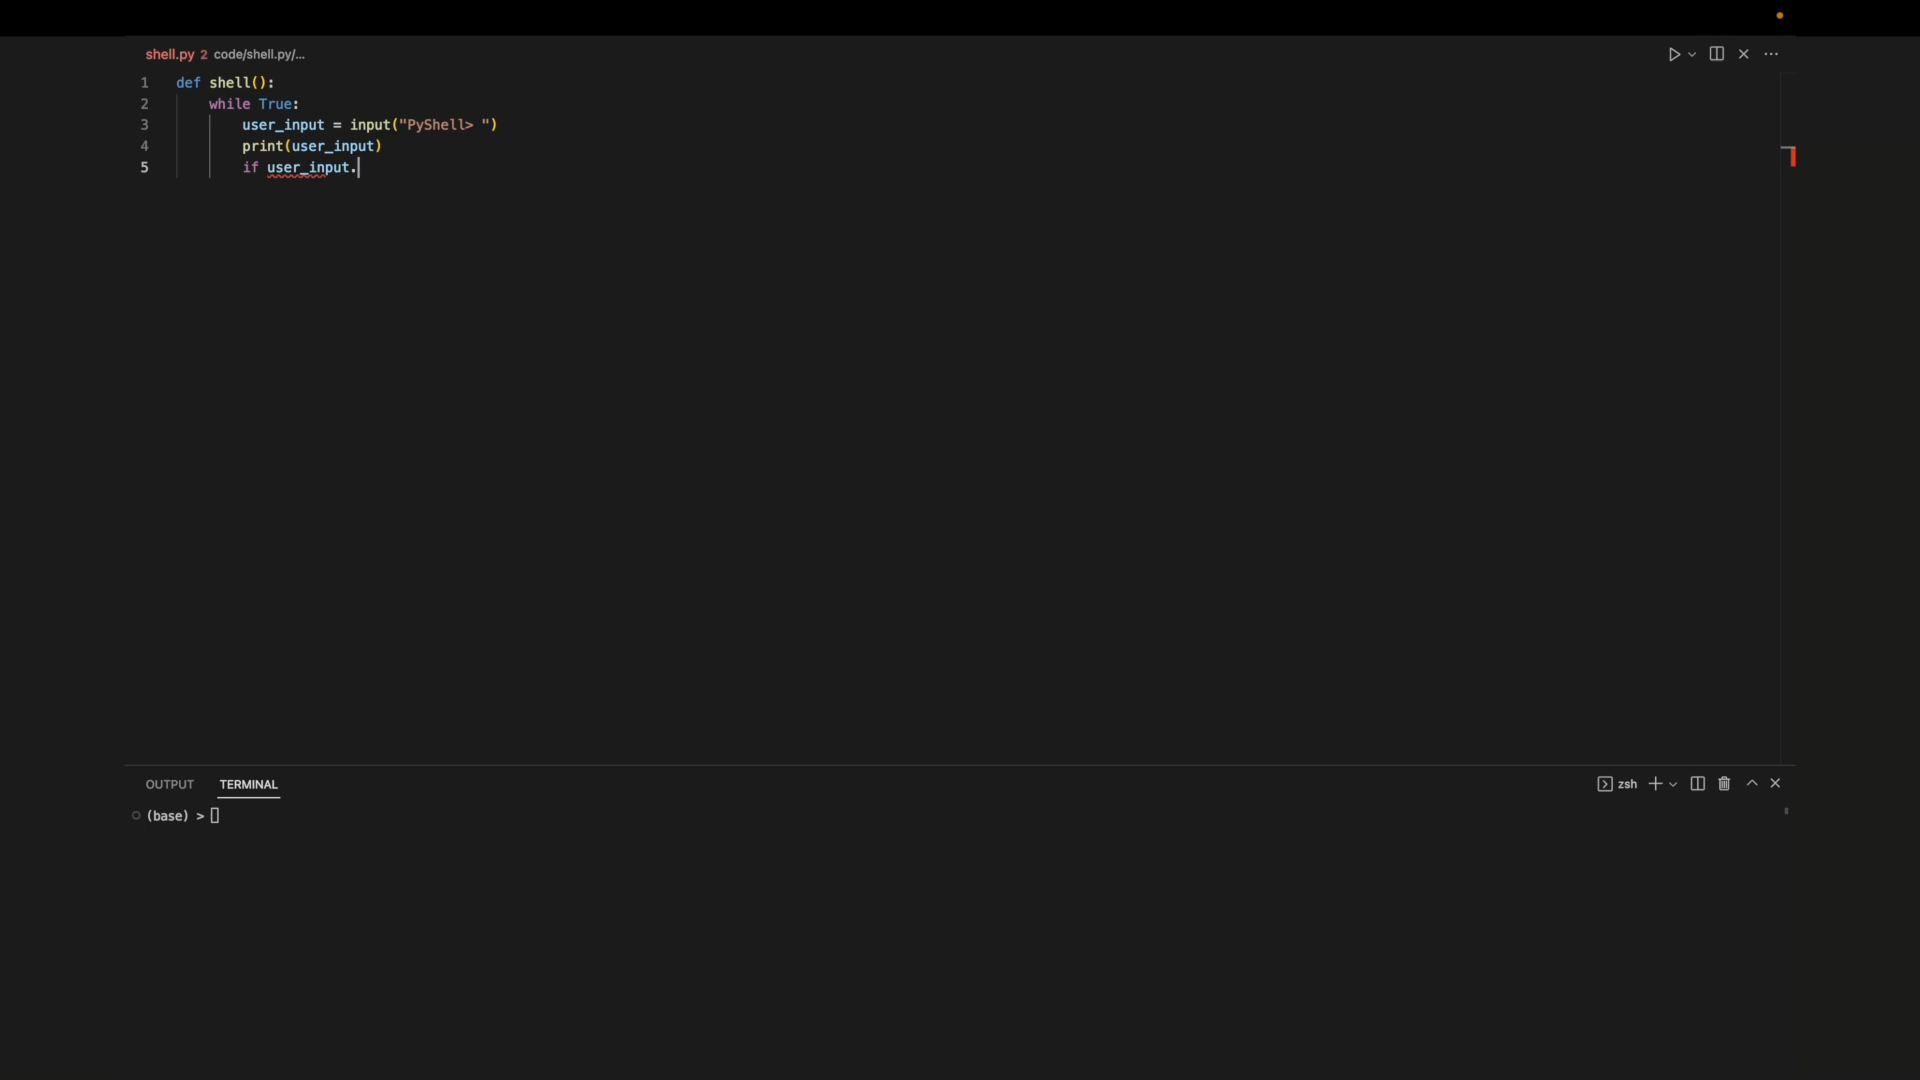 shell.py 2 code/shell.py/...
1 def shell():
2 while True:
3 user_input = input("PyShell> ")
4 print(user_input)
5 if user_input.
OUTPUT TERMINAL
zsh
(base) >